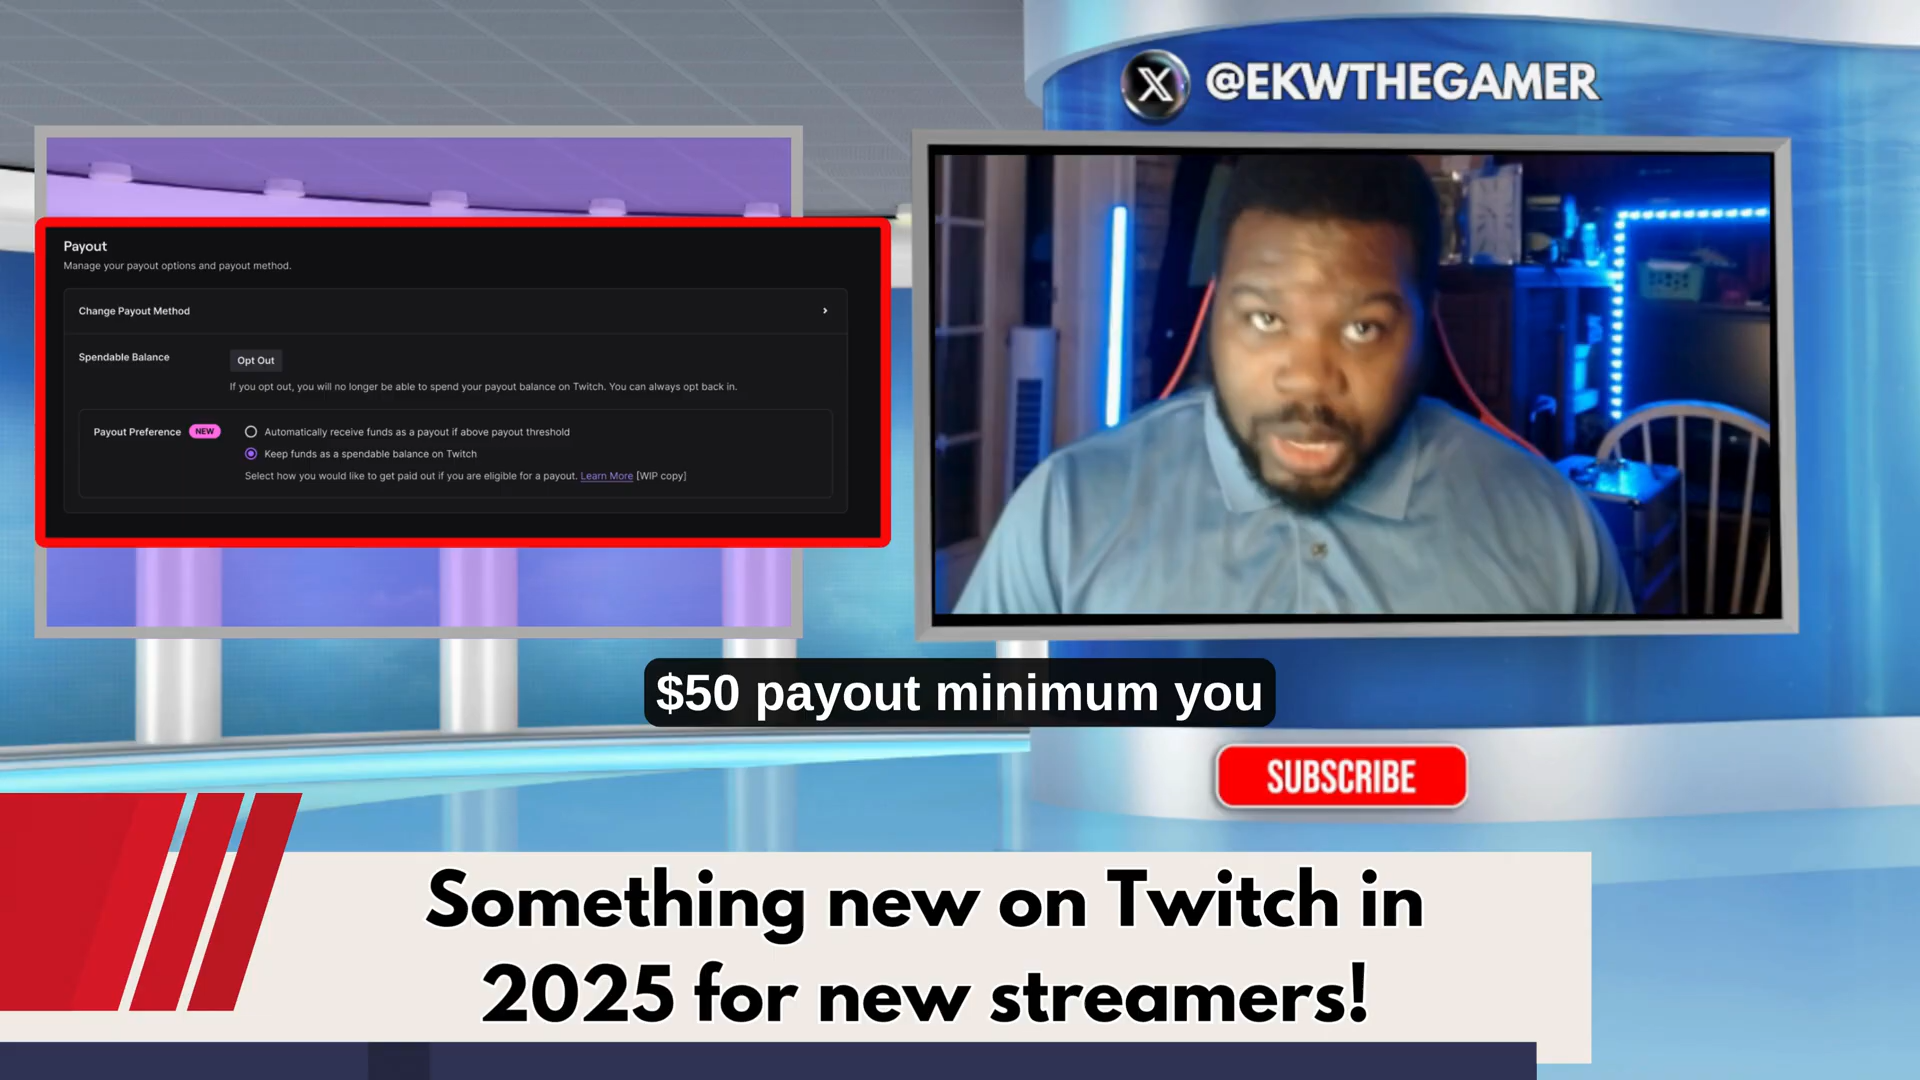 @EKWTHEGAMER
Payout
Manage your payout options and payout method.
Change Payout Method
Spendable Balance
Opt Out
If you opt out, you will no longer be able to spend your payout balance on Twitch. You can always opt back in.
Payout Preference NEW
Automatically receive funds as a payout if above payout threshold
Keep funds as a spendable balance on Twitch
Select how you would like to get paid out if you are eligible for a payout. Learn More [WIP copy]
$50 payout minimum you
SUBSCRIBE
Something new on Twitch in
2025 for new streamers!